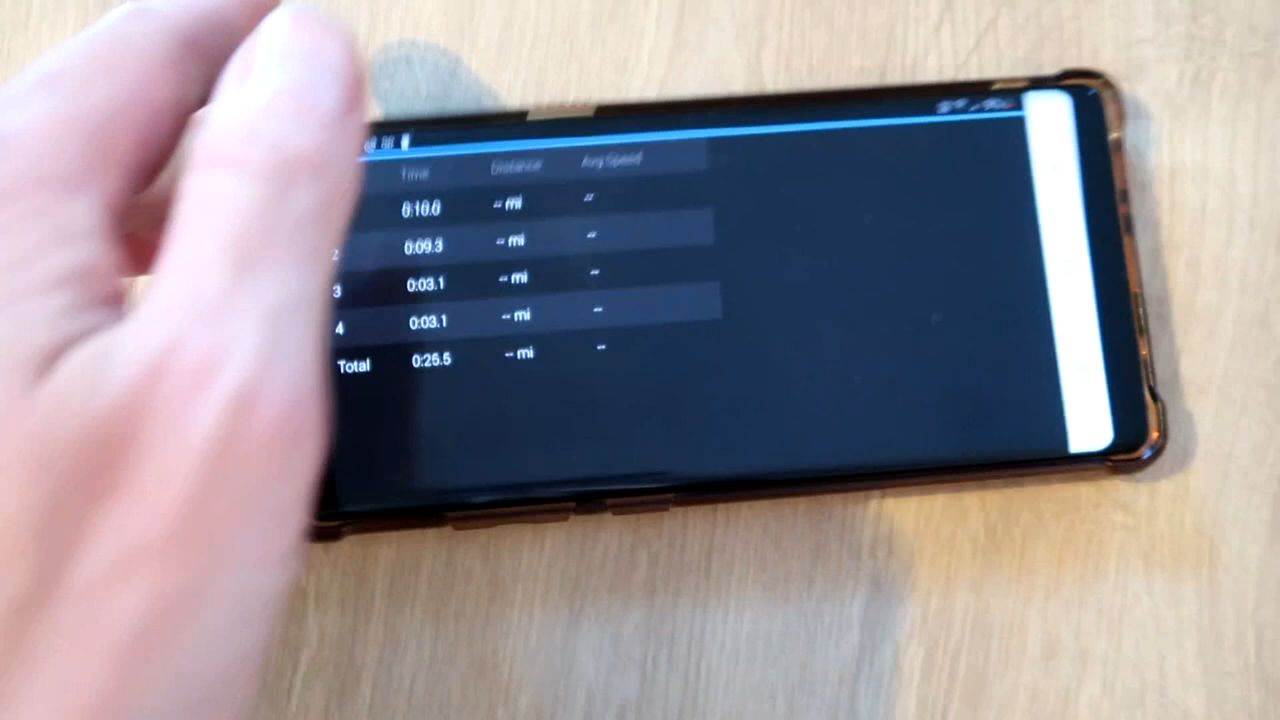 Time Distance Avg Speed
0:10.0 -- mi --
2 0:09.3 -- mi --
3 0:03.1 -- mi --
4 0:03.1 -- mi --
Total 0:25.5 -- mi --